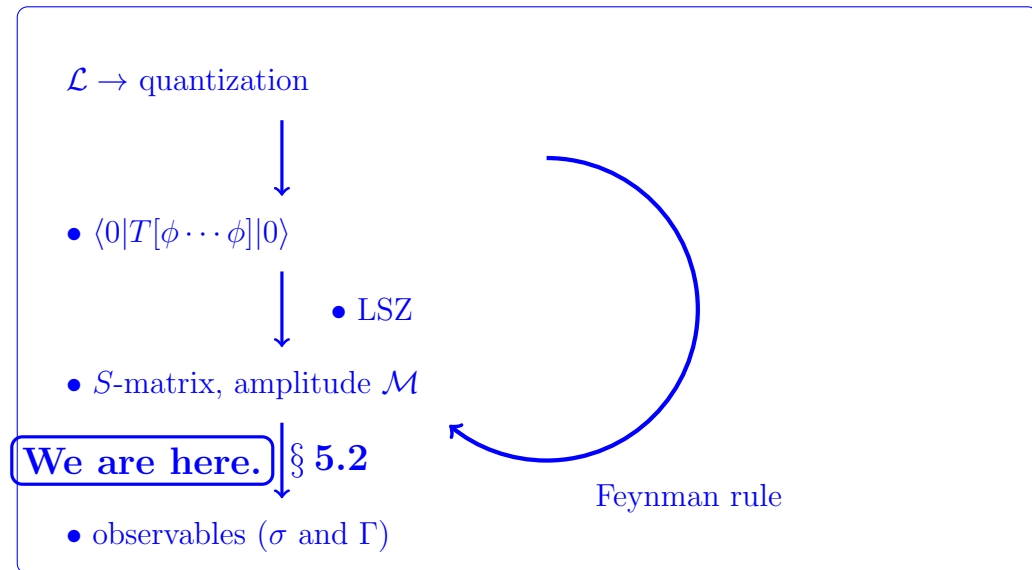 ℒ → quantization
• ⟨0|T[ϕ⋯ϕ]|0⟩
• LSZ
• S-matrix, amplitude ℳ
We are here. § 5.2
Feynman rule
• observables (σ and Γ)